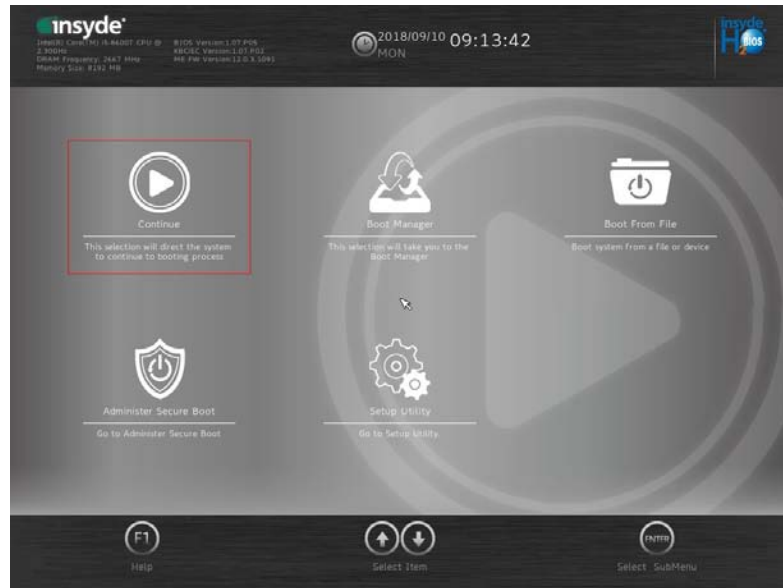 insyde
Intel(R) Core(TM) i5-8400T CPU @
BIOS Version:1.07.P05
KBC/EC Version:1.07.P02
DRAM Frequency: 2667 MHz
ME FW Version:12.0.3.1091
Memory Size: 8192 MB
2018/09/10 09:13:42
MON
insyde
H2O BIOS
Continue
This selection will direct the system
to continue to booting process
Boot Manager
This selection will take you to the
Boot Manager
Boot From File
Boot system from a file or device
Administer Secure Boot
Go to Administer Secure Boot
Setup Utility
Go to Setup Utility
F1
Help
Select Item
ENTER
Select SubMenu